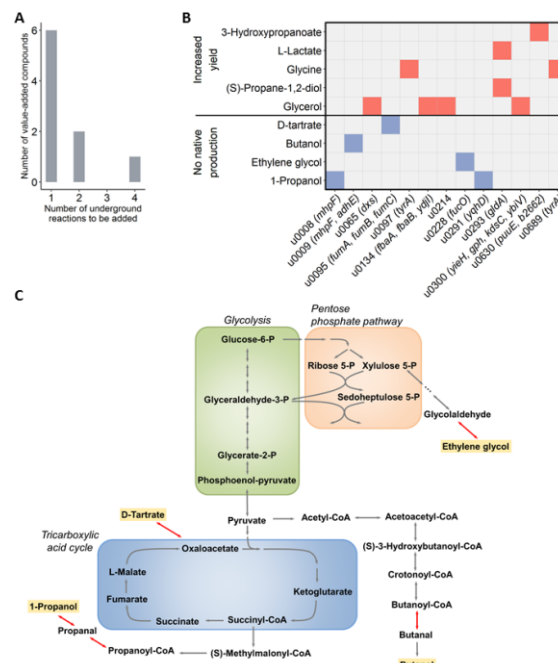 A
Number of value-added compounds
6
4
2
0
1 2 3 4
Number of underground
reactions to be added
B
Increased
yield
No native
production
3-Hydroxypropanoate
L-Lactate
Glycine
(S)-Propane-1,2-diol
Glycerol
D-tartrate
Butanol
Ethylene glycol
1-Propanol
u0008 (mhpF)
u0009 (mhpF, adhE)
u0065 (dxs)
u0095 (fumA, fumB, fumC)
u0097 (tyrA)
u0134 (fbaA, fbaB, ydjI)
u0214
u0228 (fucO)
u0291 (yqhD)
u0293 (gldA)
u0300 (yieH, gph, kdsC, ybiV)
u0630 (puuE, b2662)
u0689 (tyrA)
C
Glycolysis
Pentose
phosphate pathway
Glucose-6-P
Ribose 5-P Xylulose 5-P
Glyceraldehyde-3-P
Sedoheptulose 5-P
Glycolaldehyde
Ethylene glycol
Glycerate-2-P
Phosphoenol-pyruvate
D-Tartrate
Pyruvate Acetyl-CoA Acetoacetyl-CoA
Tricarboxylic
acid cycle
Oxaloacetate
(S)-3-Hydroxybutanoyl-CoA
L-Malate
Crotonoyl-CoA
Fumarate
Ketoglutarate
Butanoyl-CoA
1-Propanol
Succinate Succinyl-CoA
Propanal
Butanal
Propanoyl-CoA (S)-Methylmalonyl-CoA